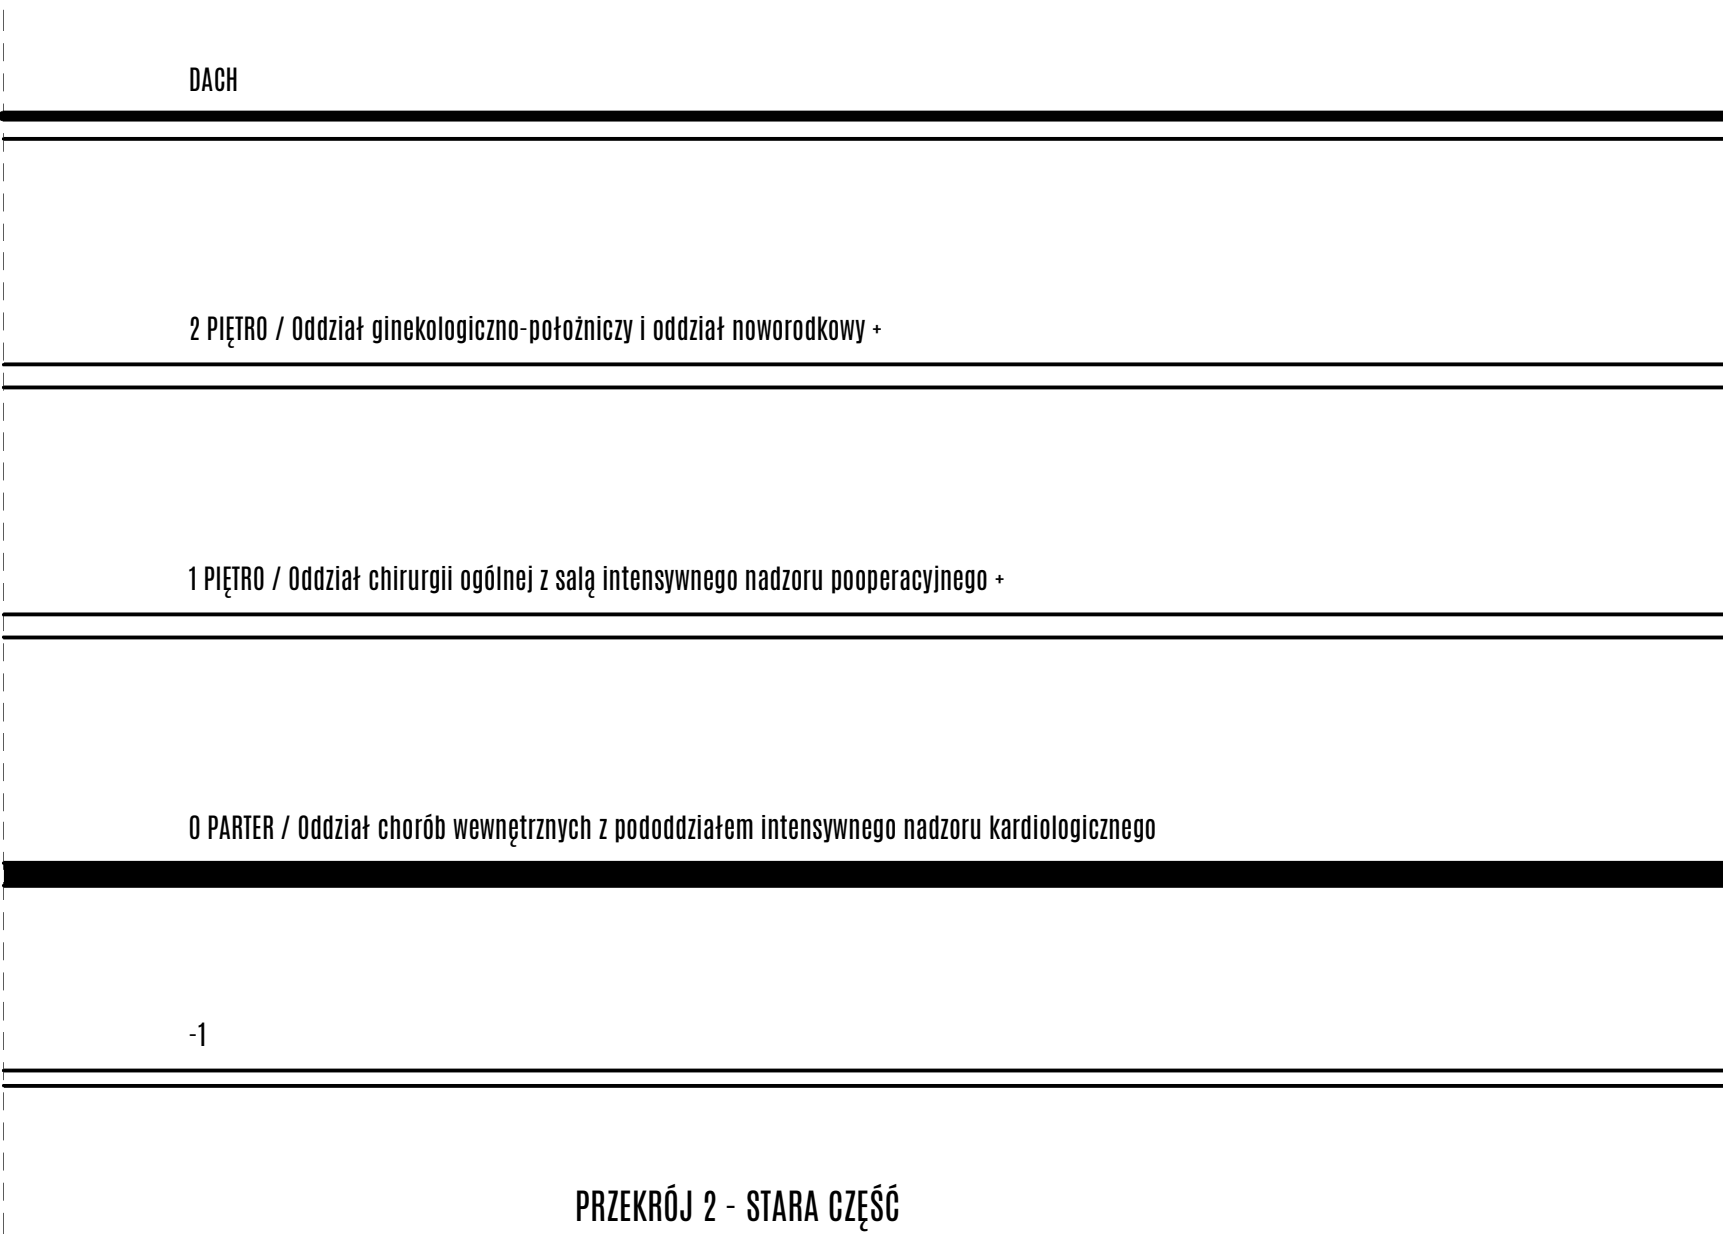 DACH
2 PIĘTRO / Oddział ginekologiczno-położniczy i oddział noworodkowy +
1 PIĘTRO / Oddział chirurgii ogólnej z salą intensywnego nadzoru pooperacyjnego +
0 PARTER / Oddział chorób wewnętrznych z pododdziałem intensywnego nadzoru kardiologicznego
-1
PRZEKRÓJ 2 - STARA CZĘŚĆ